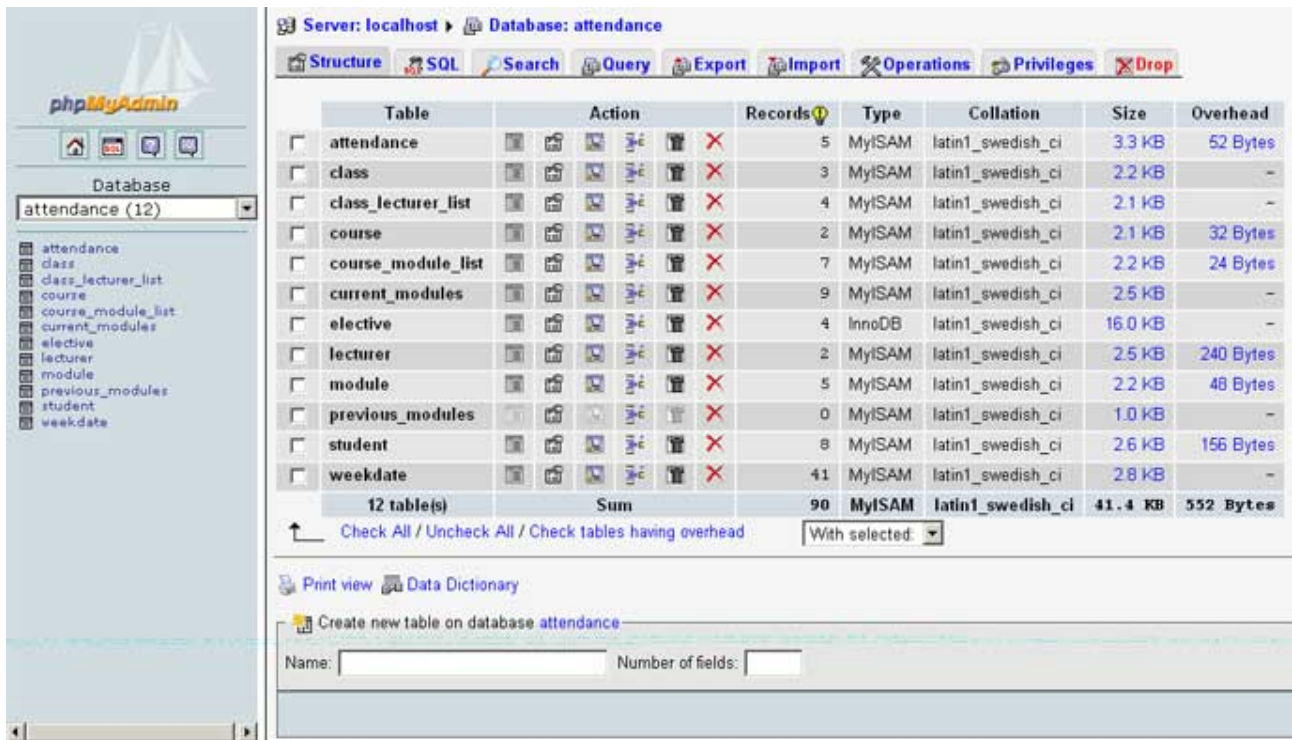 phpMyAdmin
Database
attendance (12)
attendance
class
class_lecturer_list
course
course_module_list
current_modules
elective
lecturer
module
previous_modules
student
weekdate
Server: localhost Database: attendance
Structure SQL Search Query Export Import Operations Privileges Drop
Table Action Records Type Collation Size Overhead
attendance 5 MyISAM latin1_swedish_ci 3.3 KB 52 Bytes
class 3 MyISAM latin1_swedish_ci 2.2 KB -
class_lecturer_list 4 MyISAM latin1_swedish_ci 2.1 KB -
course 2 MyISAM latin1_swedish_ci 2.1 KB 32 Bytes
course_module_list 7 MyISAM latin1_swedish_ci 2.2 KB 24 Bytes
current_modules 9 MyISAM latin1_swedish_ci 2.5 KB -
elective 4 InnoDB latin1_swedish_ci 16.0 KB -
lecturer 2 MyISAM latin1_swedish_ci 2.5 KB 240 Bytes
module 5 MyISAM latin1_swedish_ci 2.2 KB 48 Bytes
previous_modules 0 MyISAM latin1_swedish_ci 1.0 KB -
student 8 MyISAM latin1_swedish_ci 2.6 KB 156 Bytes
weekdate 41 MyISAM latin1_swedish_ci 2.8 KB -
12 table(s) Sum 90 MyISAM latin1_swedish_ci 41.4 KB 552 Bytes
Check All / Uncheck All / Check tables having overhead With selected:
Print view Data Dictionary
Create new table on database attendance
Name: Number of fields: